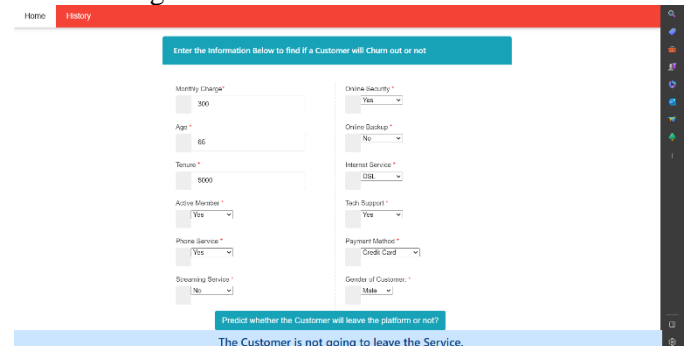 Home History
Enter the Information Below to find if a Customer will Churn out or not
Monthly Charge*
300
Age *
65
Tenure *
8000
Active Member *
Yes
Phone Service *
Yes
Streaming Service *
No
Online Security *
Yes
Online Backup *
No
Internet Service *
DSL
Tech Support *
Yes
Payment Method *
Credit Card
Gender of Customer: *
Male
Predict whether the Customer will leave the platform or not?
The Customer is not going to leave the Service.